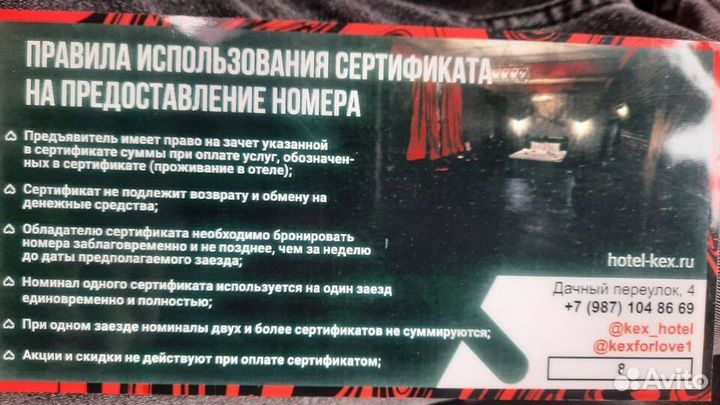 ПРАВИЛА ИСПОЛЬЗОВАНИЯ СЕРТИФИКАТА
НА ПРЕДОСТАВЛЕНИЕ НОМЕРА
Предъявитель имеет право на зачет указанной
в сертификате суммы при оплате услуг, обозначен-
ных в сертификате (проживание в отеле);
Сертификат не подлежит возврату и обмену на
денежные средства;
Обладателю сертификата необходимо бронировать
номера заблаговременно и не позднее, чем за неделю
до даты предполагаемого заезда;
Номинал одного сертификата используется на один заезд
единовременно и полностью;
При одном заезде номиналы двух и более сертификатов не суммируются;
Акции и скидки не действуют при оплате сертификатом;
hotel-kex.ru
Дачный переулок, 4
+7 (987) 104 86 69
@kex_hotel
@kexforlove1
8
Avito